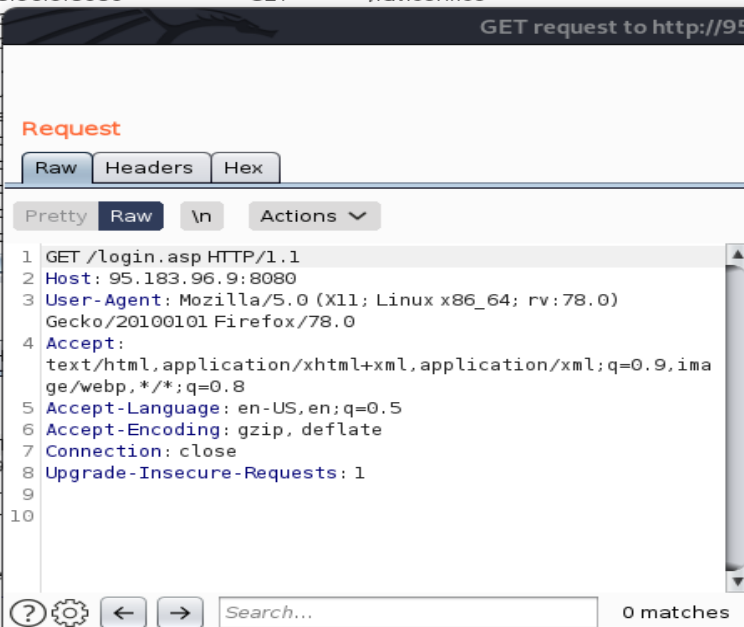 GET request to http://95
Request
Raw Headers Hex
Pretty Raw \n Actions
1 GET /login.asp HTTP/1.1
2 Host: 95.183.96.9:8080
3 User-Agent: Mozilla/5.0 (X11; Linux x86_64; rv:78.0)
Gecko/20100101 Firefox/78.0
4 Accept:
text/html,application/xhtml+xml,application/xml;q=0.9,ima
ge/webp,*/*;q=0.8
5 Accept-Language: en-US,en;q=0.5
6 Accept-Encoding: gzip, deflate
7 Connection: close
8 Upgrade-Insecure-Requests: 1
9
10
? Search... 0 matches